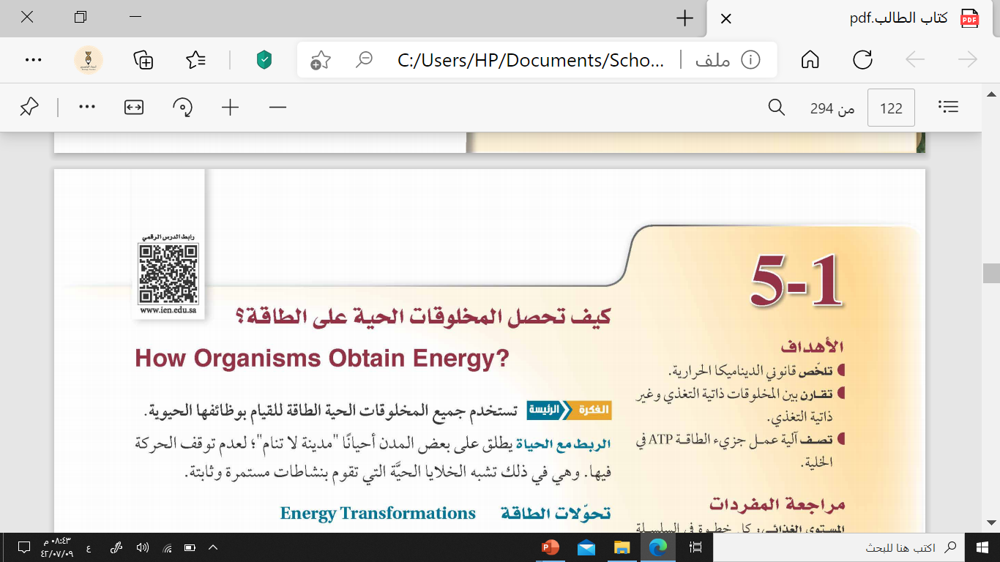 كتاب الطالب.pdf
ملف
C:/Users/HP/Documents/Scho...
122
من 294
رابط الدرس الرقمي
www.ien.edu.sa
5-1
كيف تحصل المخلوقات الحية على الطاقة؟
How Organisms Obtain Energy?
الأهداف
تلخّص قانوني الديناميكا الحرارية.
تقارن بين المخلوقات ذاتية التغذي وغير
ذاتية التغذي.
تصف آلية عمل جزيء الطاقة ATP في
الخلية.
مراجعة المفردات
المستوى الغذائي: كل خطوة في السلسلة
الفكرة الرئيسة تستخدم جميع المخلوقات الحية الطاقة للقيام بوظائفها الحيوية.
الربط مع الحياة يطلق على بعض المدن أحيانًا "مدينة لا تنام"؛ لعدم توقف الحركة
فيها. وهي في ذلك تشبه الخلايا الحيَّة التي تقوم بنشاطات مستمرة وثابتة.
تحوّلات الطاقة Energy Transformations
اكتب هنا للبحث
ع
٠٨:٤٣ م
٤٢/٠٧/٠٩